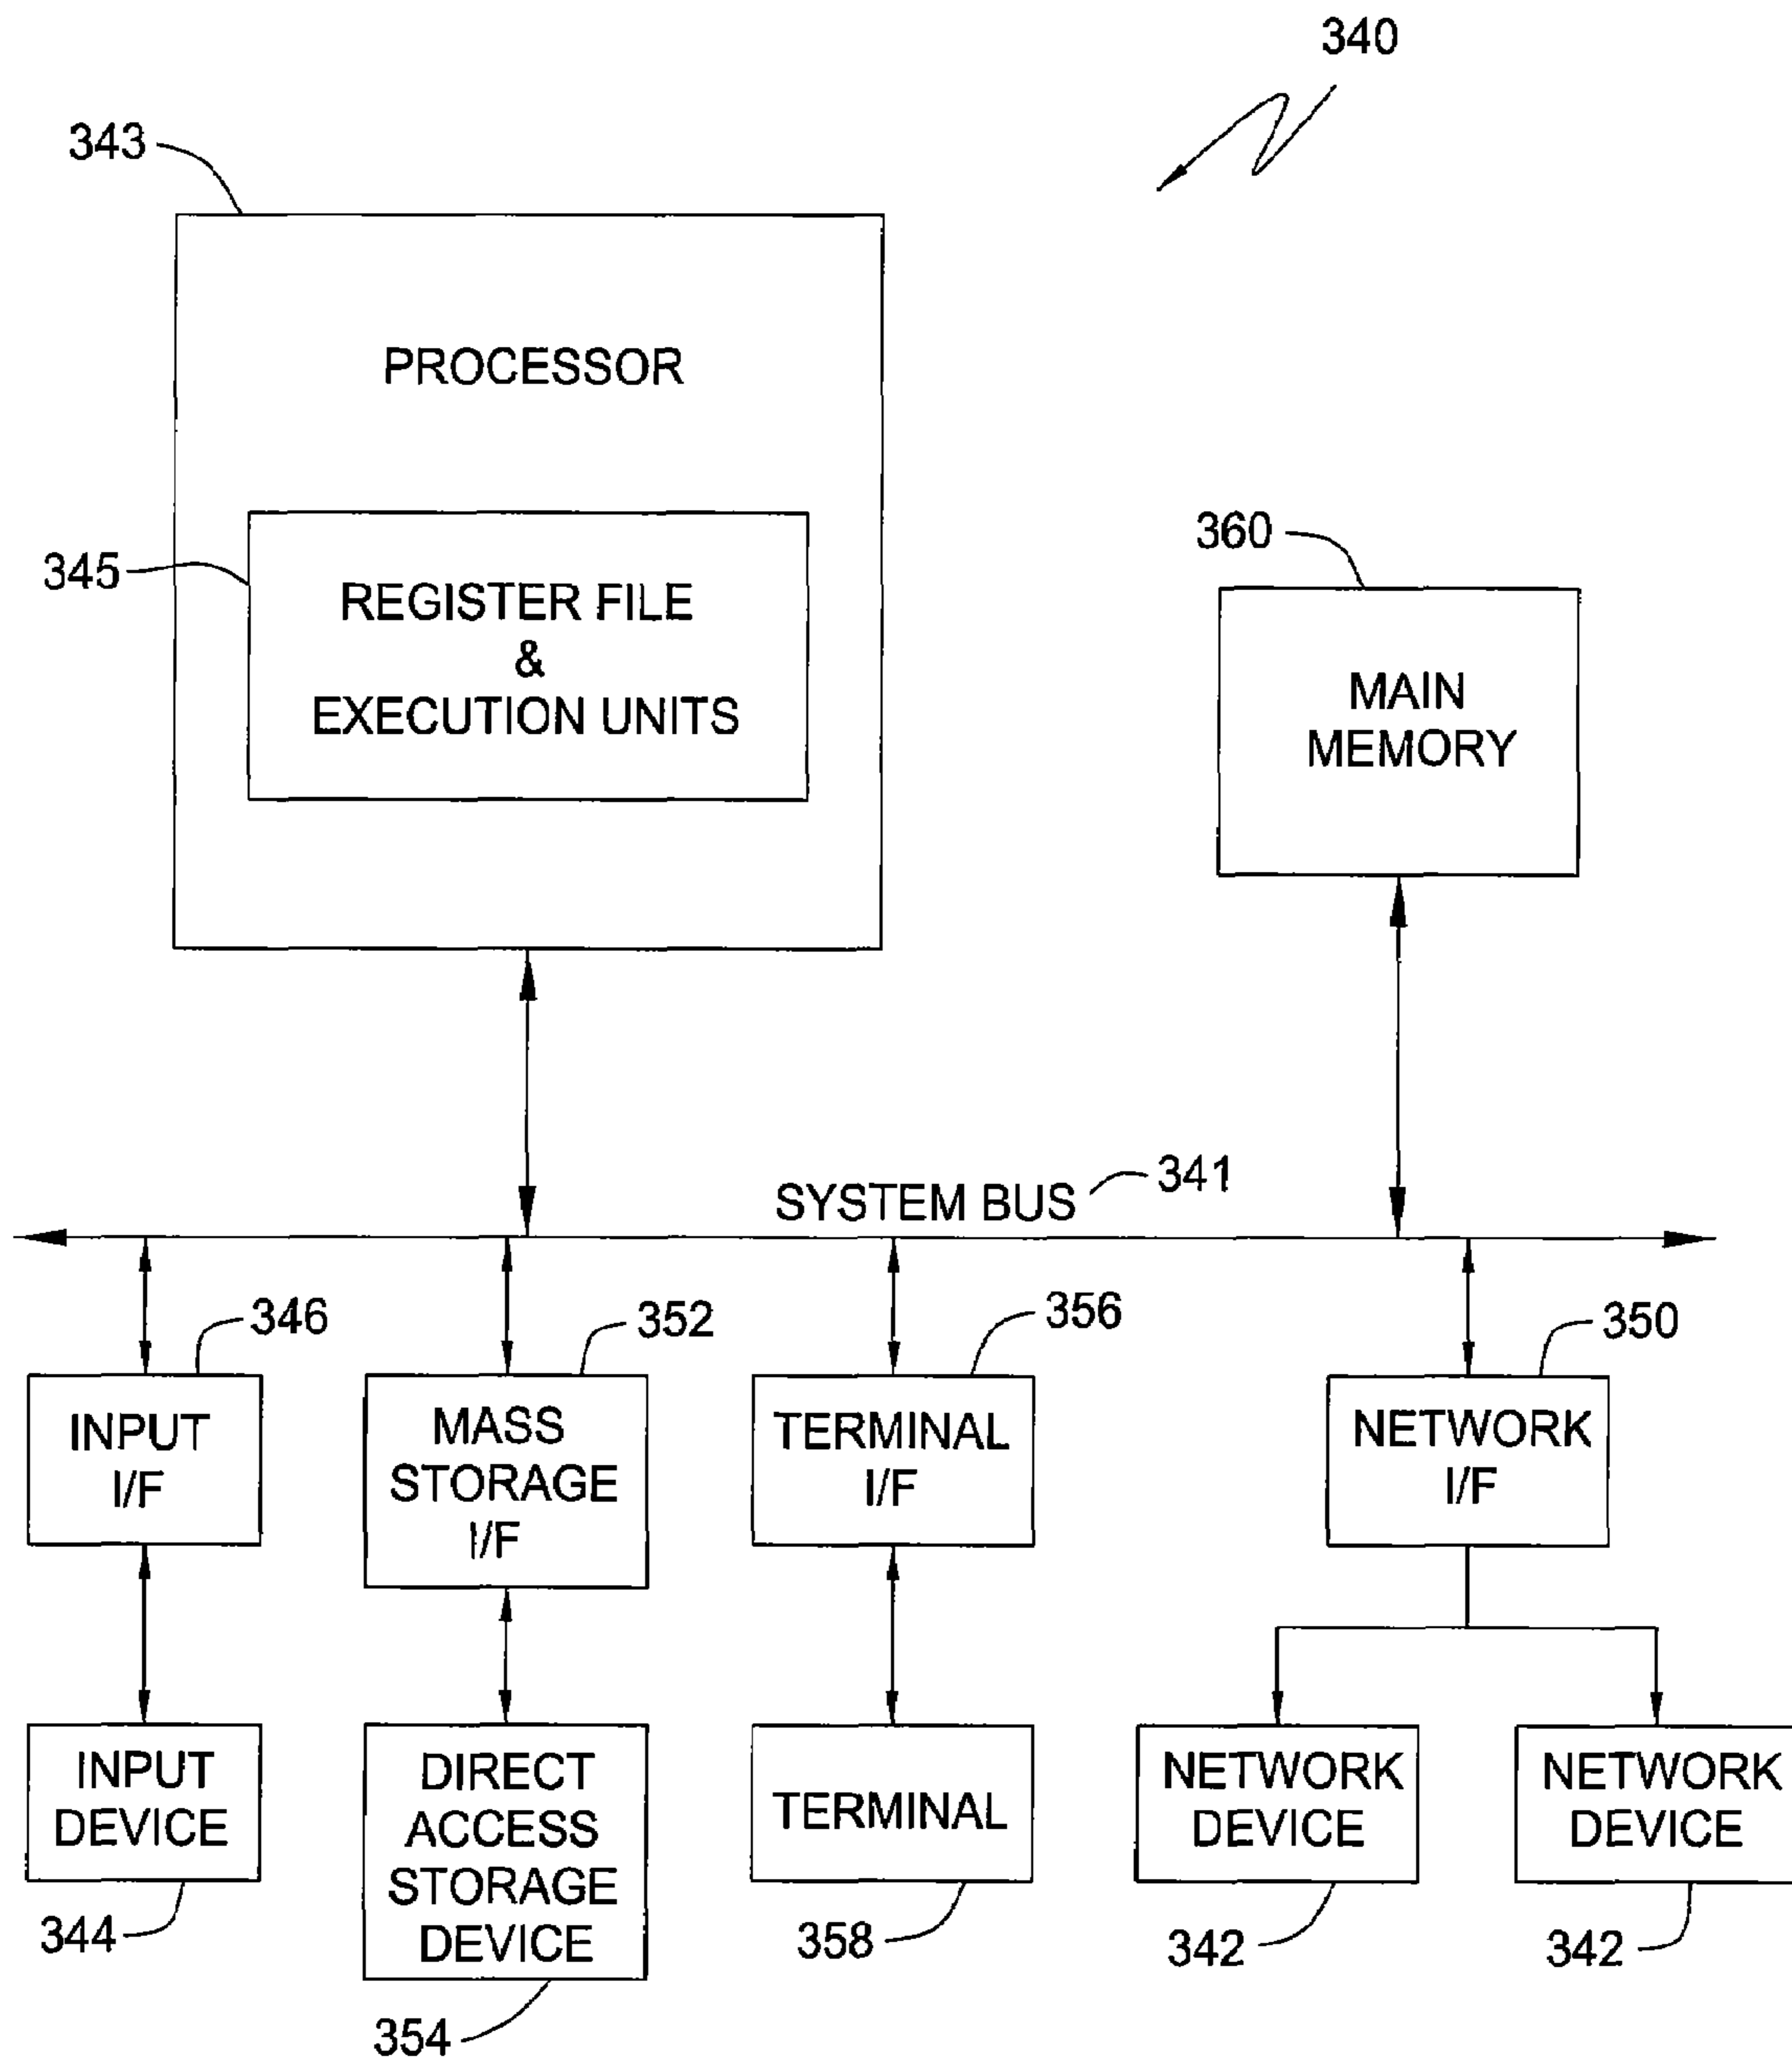 340
343
PROCESSOR
345
REGISTER FILE
&
EXECUTION UNITS
360
MAIN
MEMORY
SYSTEM BUS 341
346
INPUT
I/F
352
MASS
STORAGE
I/F
356
TERMINAL
I/F
350
NETWORK
I/F
INPUT
DEVICE
344
DIRECT
ACCESS
STORAGE
DEVICE
354
TERMINAL
358
NETWORK
DEVICE
342
NETWORK
DEVICE
342